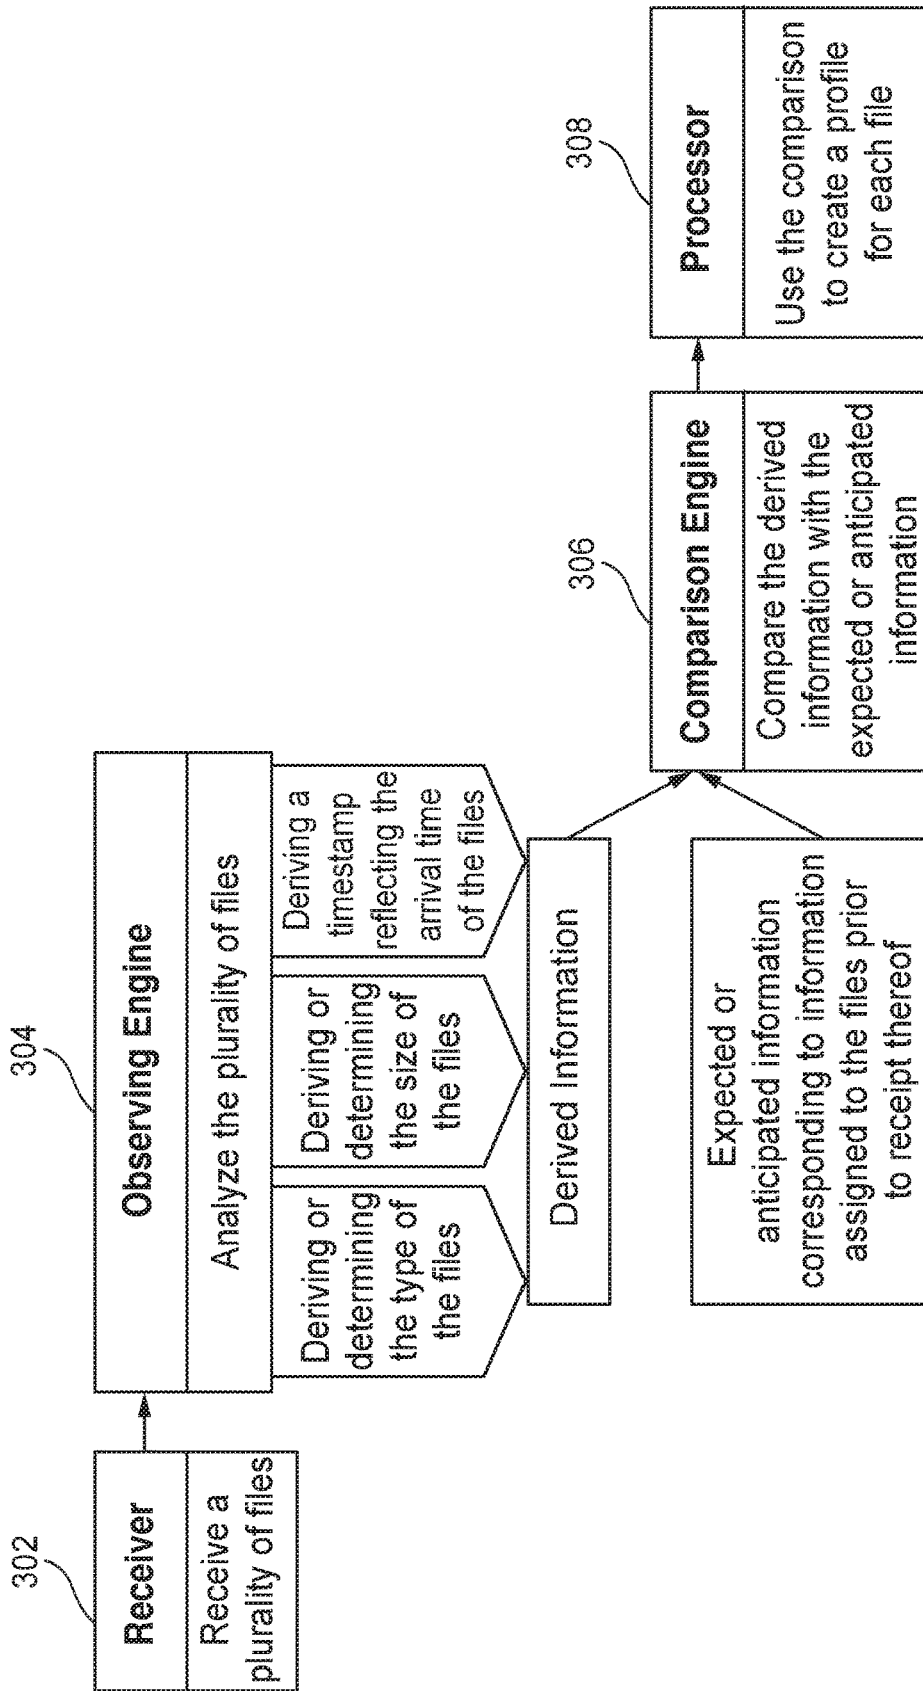 302
Receiver
Receive a
plurality of files
304
Observing Engine
Analyze the plurality of files
Deriving or
determining
the type of
the files
Deriving or
determining
the size of
the files
Deriving a
timestamp
reflecting the
arrival time
of the files
Derived Information
Expected or
anticipated information
corresponding to information
assigned to the files prior
to receipt thereof
306
Comparison Engine
Compare the derived
information with the
expected or anticipated
information
308
Processor
Use the comparison
to create a profile
for each file